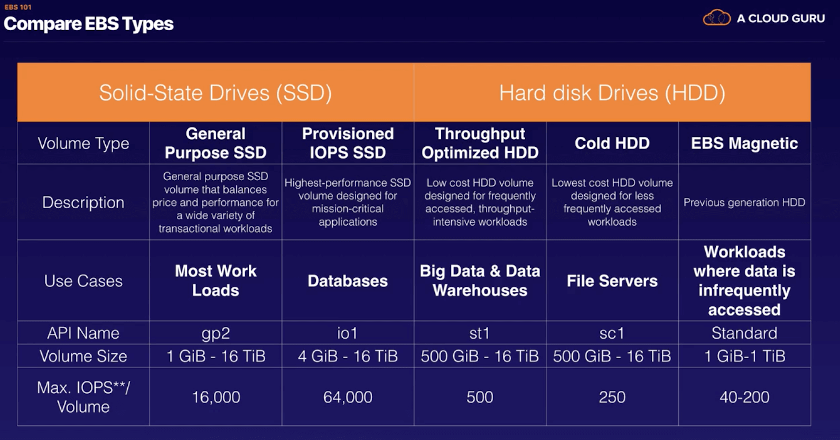 EBS 101
Compare EBS Types
A CLOUD GURU
Solid-State Drives (SSD)
Hard disk Drives (HDD)
Volume Type
General
Purpose SSD
Provisioned
IOPS SSD
Throughput
Optimized HDD
Cold HDD
EBS Magnetic
Description
General purpose SSD
volume that balances
price and performance for
a wide variety of
transactional workloads
Highest-performance SSD
volume designed for
mission-critical
applications
Low cost HDD volume
designed for frequently
accessed, throughput-
intensive workloads
Lowest cost HDD volume
designed for less
frequently accessed
workloads
Previous generation HDD
Use Cases
Most Work
Loads
Databases
Big Data & Data
Warehouses
File Servers
Workloads
where data is
infrequently
accessed
API Name
gp2
io1
st1
sc1
Standard
Volume Size
1 GiB - 16 TiB
4 GiB - 16 TiB
500 GiB - 16 TiB
500 GiB - 16 TiB
1 GiB-1 TiB
Max. IOPS**/
Volume
16,000
64,000
500
250
40-200